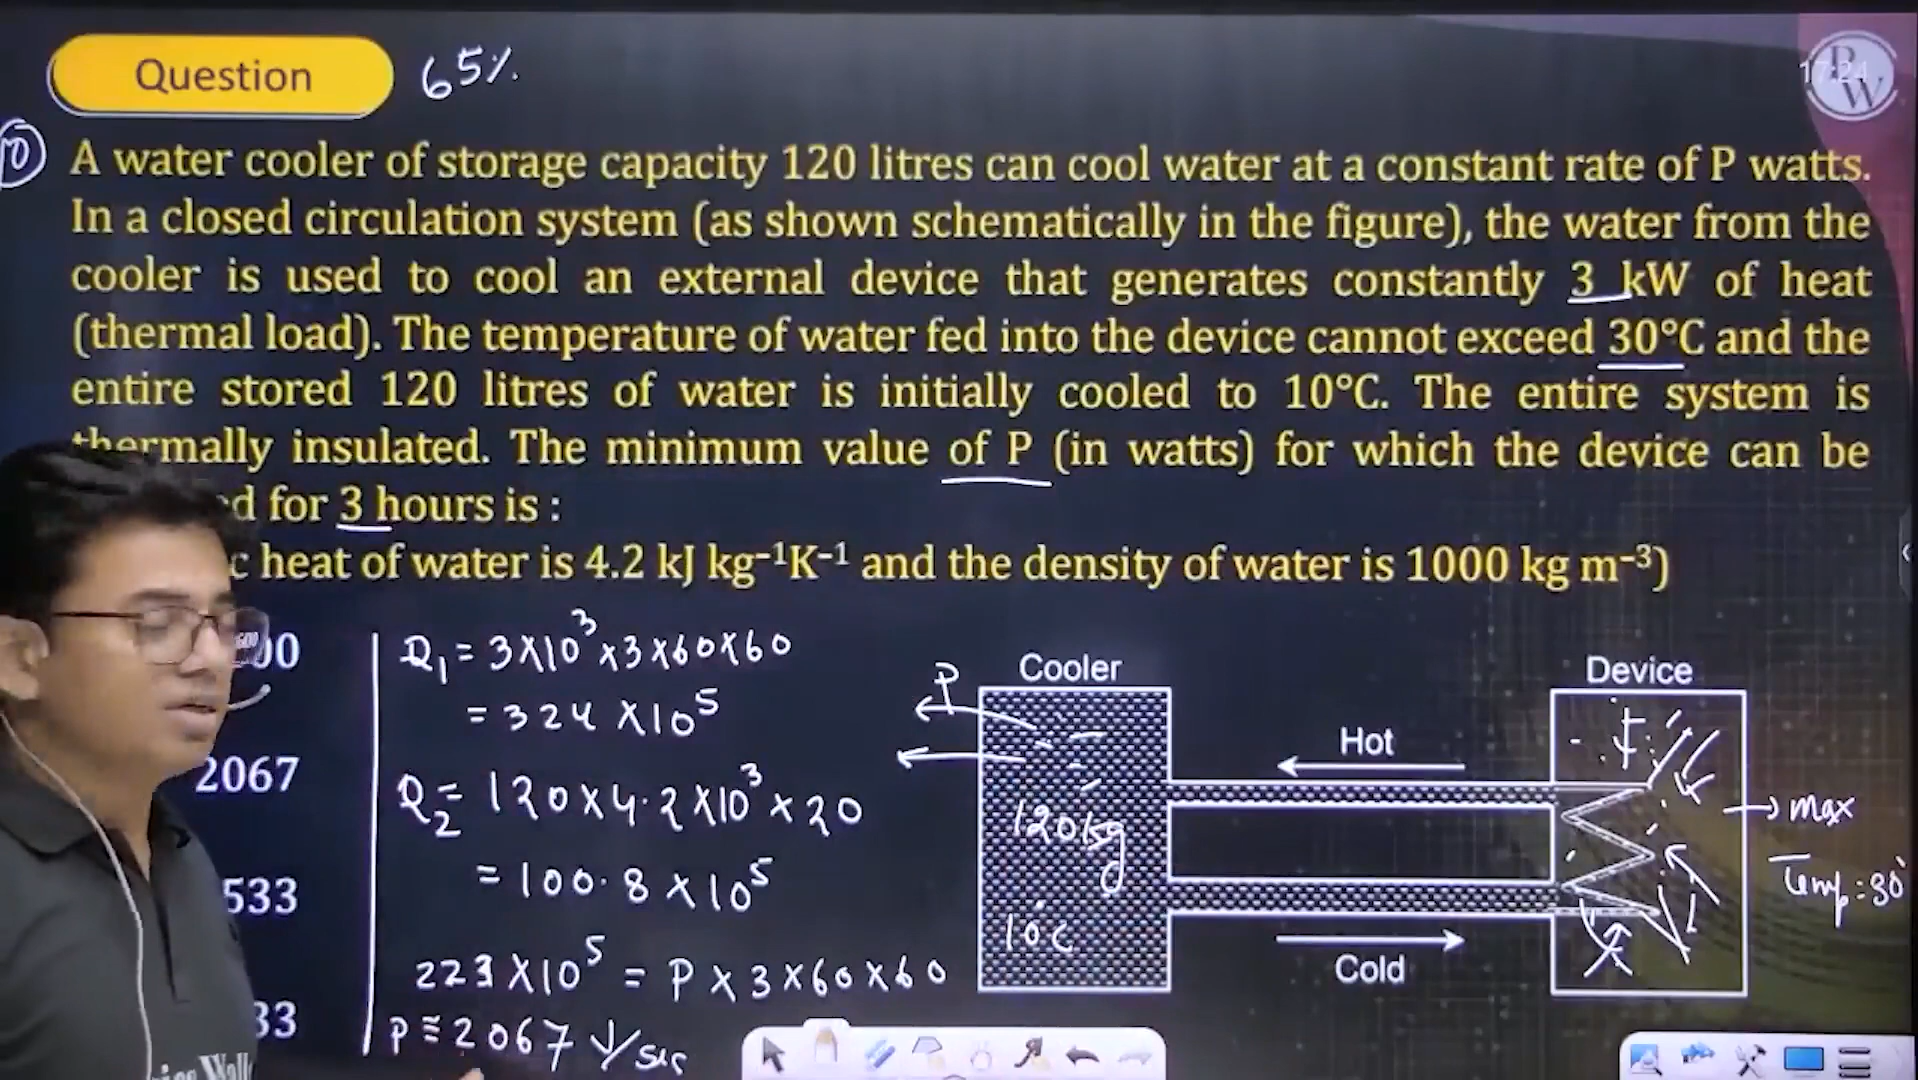 Question 65%
10 A water cooler of storage capacity 120 litres can cool water at a constant rate of P watts.
In a closed circulation system (as shown schematically in the figure), the water from the
cooler is used to cool an external device that generates constantly 3 kW of heat
(thermal load). The temperature of water fed into the device cannot exceed 30°C and the
entire stored 120 litres of water is initially cooled to 10°C. The entire system is
thermally insulated. The minimum value of P (in watts) for which the device can be
d for 3 hours is :
c heat of water is 4.2 kJ kg⁻¹K⁻¹ and the density of water is 1000 kg m⁻³)
00
2067
533
33
Q₁ = 3×10³×3×60×60
= 324 ×10⁵
Q₂ = 120×4.2×10³×20
= 100.8 ×10⁵
223×10⁵ = P×3×60×60
P = 2067 J/sec
P
Cooler
120kg
10°C
Hot
Cold
Device
→ max
Temp: 30°
PW
17:24